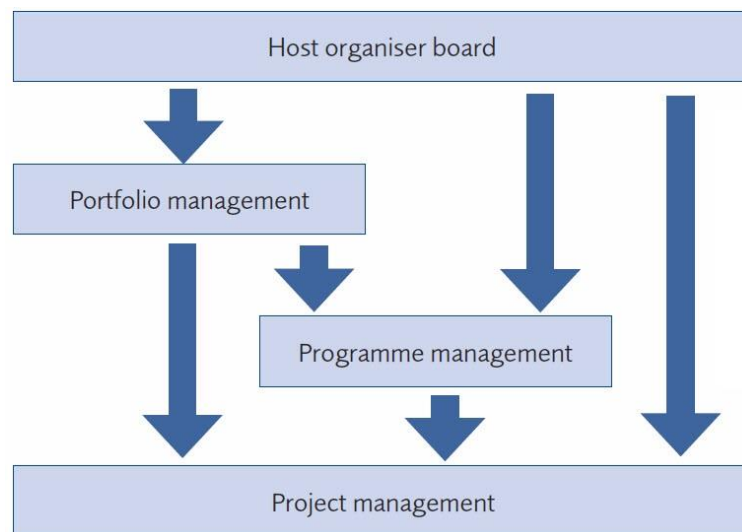 Host organiser board
Portfolio management
Programme management
Project management